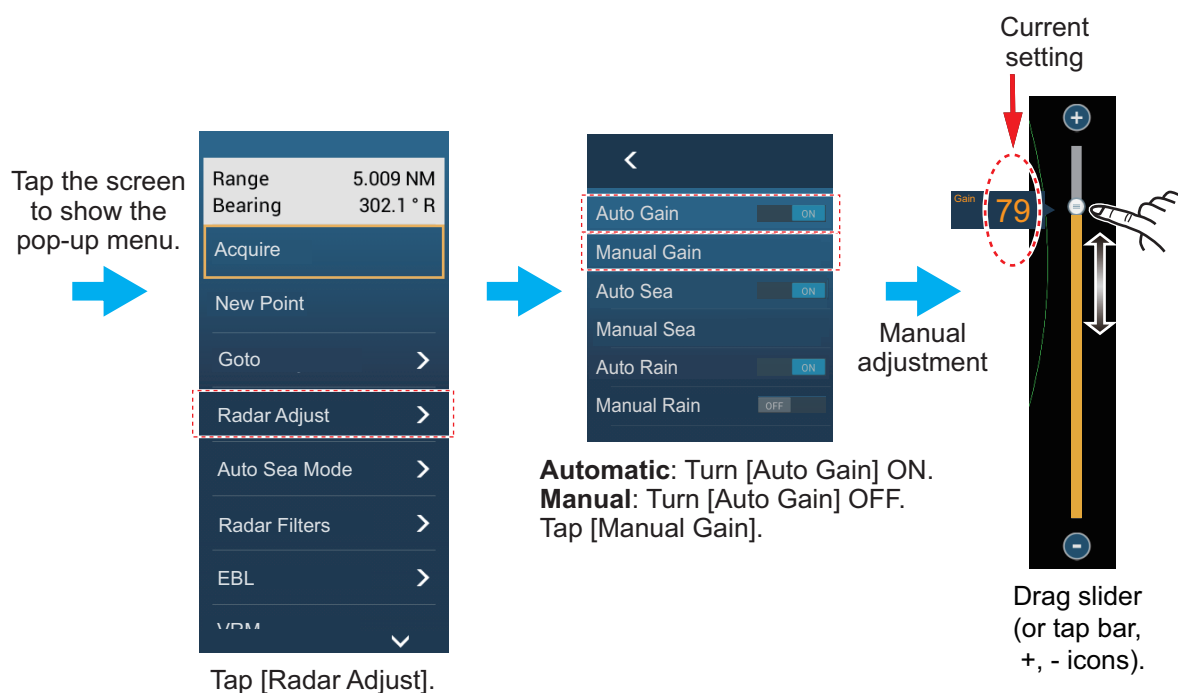 Tap the screen
to show the
pop-up menu.
Range 5.009 NM
Bearing 302.1 ° R
Acquire
New Point
Goto
Radar Adjust
Auto Sea Mode
Radar Filters
EBL
VRM
Tap [Radar Adjust].
Auto Gain ON
Manual Gain
Auto Sea ON
Manual Sea
Auto Rain ON
Manual Rain OFF
Automatic: Turn [Auto Gain] ON.
Manual: Turn [Auto Gain] OFF.
Tap [Manual Gain].
Manual
adjustment
Current
setting
+
Gain 79
-
Drag slider
(or tap bar,
+, - icons).